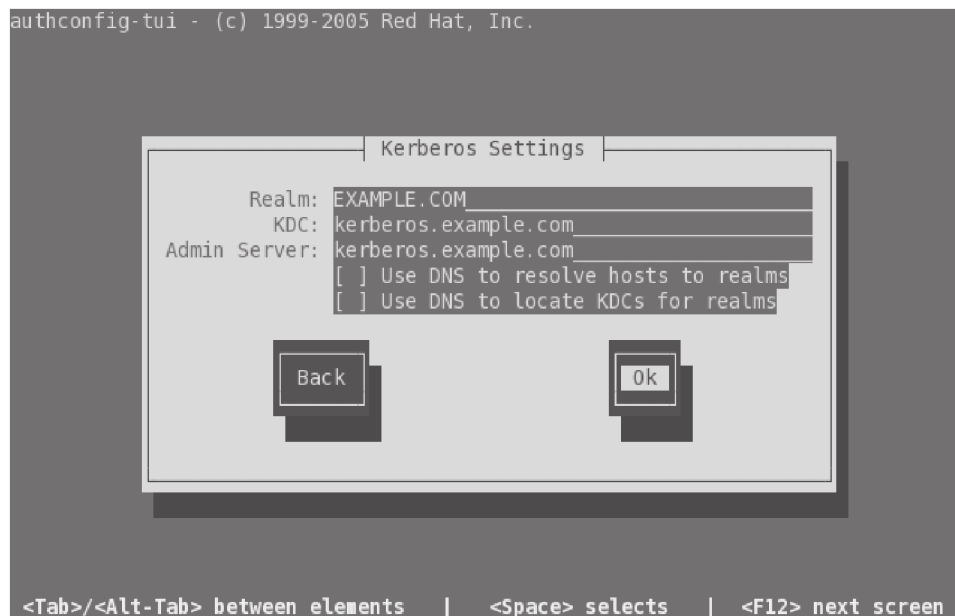 authconfig-tui - (c) 1999-2005 Red Hat, Inc.
Kerberos Settings
Realm: EXAMPLE.COM
KDC: kerberos.example.com
Admin Server: kerberos.example.com
[ ] Use DNS to resolve hosts to realms
[ ] Use DNS to locate KDCs for realms
Back Ok
<Tab>/<Alt-Tab> between elements | <Space> selects | <F12> next screen